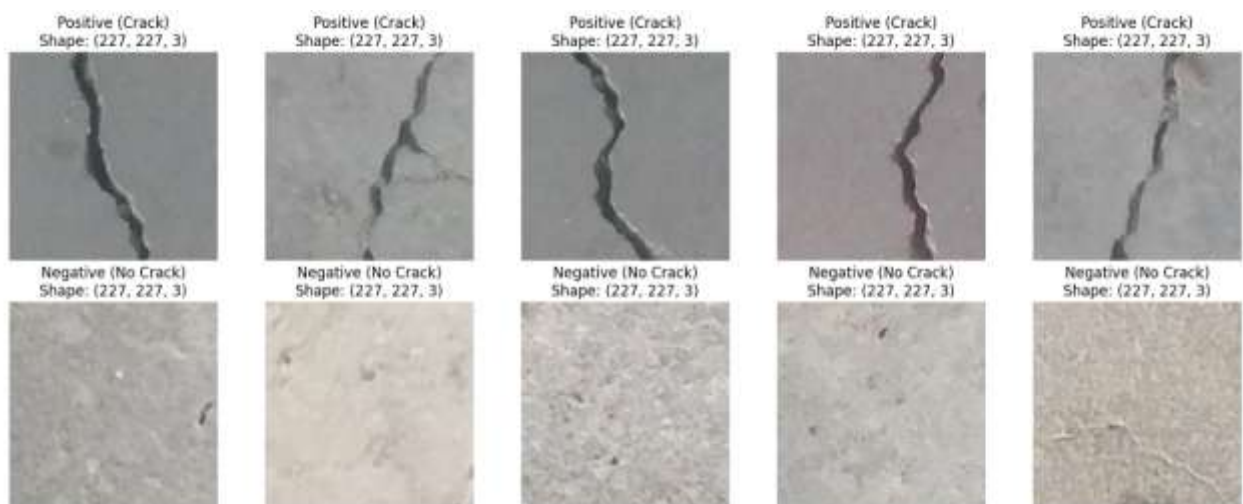 Positive (Crack)
Shape: (227, 227, 3)
Positive (Crack)
Shape: (227, 227, 3)
Positive (Crack)
Shape: (227, 227, 3)
Positive (Crack)
Shape: (227, 227, 3)
Positive (Crack)
Shape: (227, 227, 3)
Negative (No Crack)
Shape: (227, 227, 3)
Negative (No Crack)
Shape: (227, 227, 3)
Negative (No Crack)
Shape: (227, 227, 3)
Negative (No Crack)
Shape: (227, 227, 3)
Negative (No Crack)
Shape: (227, 227, 3)